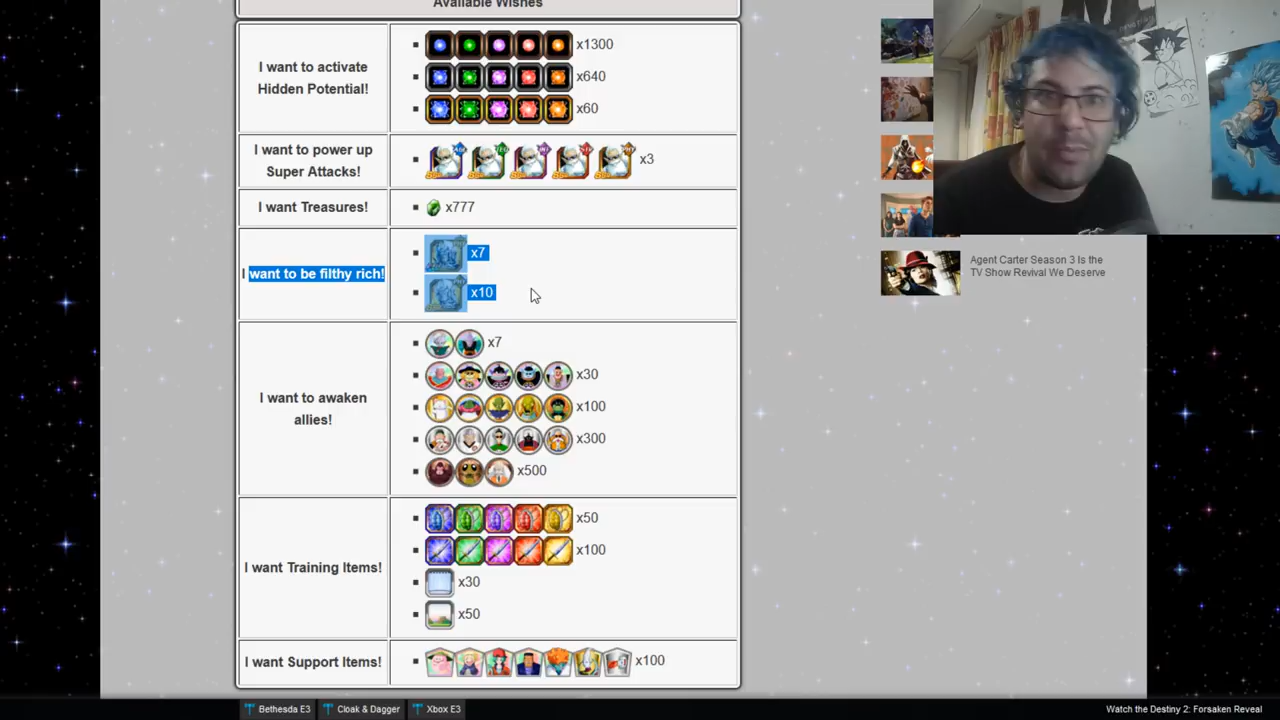 Available Wishes
I want to activate
Hidden Potential!
x1300
x640
x60
I want to power up
Super Attacks!
x3
I want Treasures!
x777
I want to be filthy rich!
x7
x10
I want to awaken
allies!
x7
x30
x100
x300
x500
I want Training Items!
x50
x100
x30
x50
I want Support Items!
x100
Agent Carter Season 3 Is the
TV Show Revival We Deserve
Bethesda E3
Cloak & Dagger
Xbox E3
Watch the Destiny 2: Forsaken Reveal